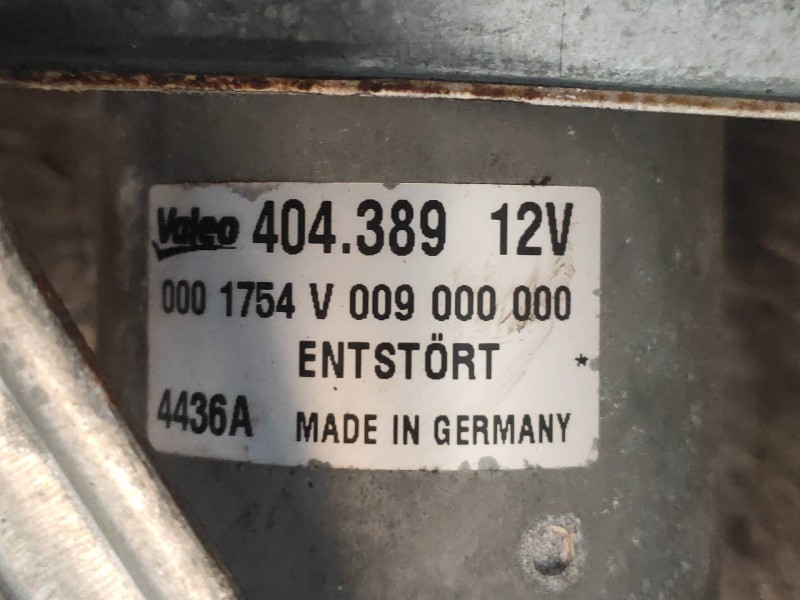 Valeo 404.389 12V
000 1754 V 009 000 000
ENTSTÖRT *
4436A MADE IN GERMANY